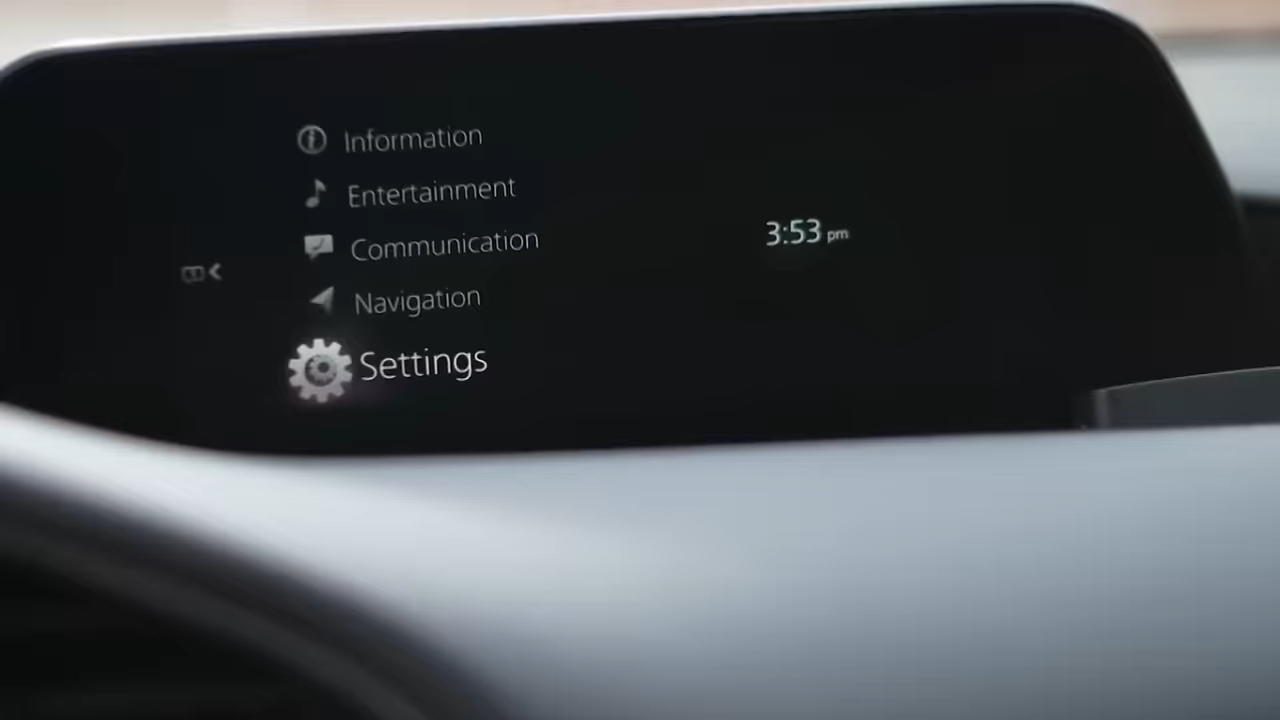 Information
Entertainment
Communication
Navigation
Settings
3:53 pm